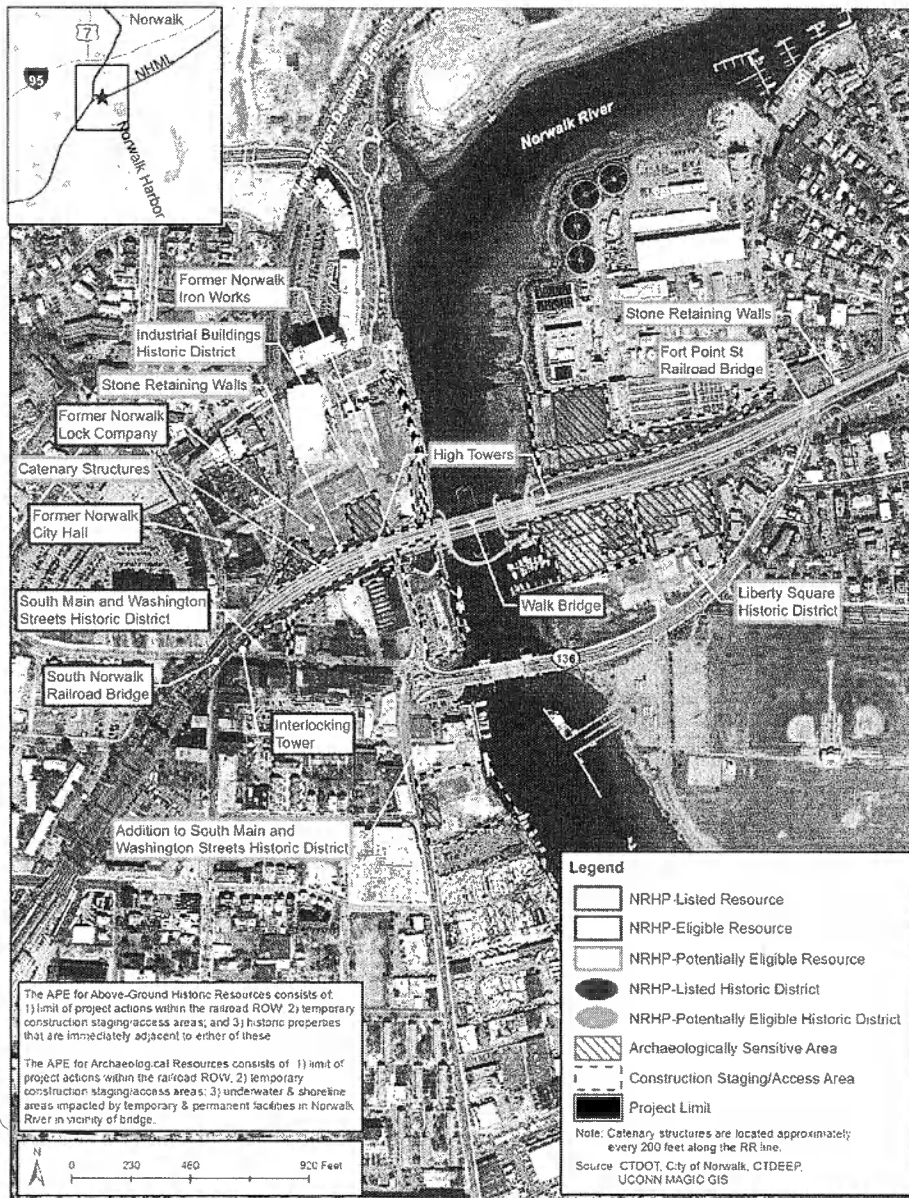 Norwalk
7
95
NHML
Norwalk Harbor
Norwalk River
Former Norwalk
Iron Works
Industrial Buildings
Historic District
Stone Retaining Walls
Former Norwalk
Lock Company
Catenary Structures
Former Norwalk
City Hall
South Main and Washington
Streets Historic District
South Norwalk
Railroad Bridge
Interlocking
Tower
Addition to South Main and
Washington Streets Historic District
High Towers
Walk Bridge
136
Stone Retaining Walls
Fort Point St
Railroad Bridge
Liberty Square
Historic District
The APE for Above-Ground Historic Resources consists of:
1) limit of project actions within the railroad ROW, 2) temporary
construction staging/access areas; and 3) historic properties
that are immediately adjacent to either of these
The APE for Archaeological Resources consists of 1) limit of
project actions within the railroad ROW, 2) temporary
construction staging/access areas; 3) underwater & shoreline
areas impacted by temporary & permanent facilities in Norwalk
River in vicinity of bridge.
N
0 230 460 920 Feet
Legend
NRHP-Listed Resource
NRHP-Eligible Resource
NRHP-Potentially Eligible Resource
NRHP-Listed Historic District
NRHP-Potentially Eligible Historic District
Archaeologically Sensitive Area
Construction Staging/Access Area
Project Limit
Note: Catenary structures are located approximately
every 200 feet along the RR line.
Source CTDOT, City of Norwalk, CTDEEP,
UCONN MAGIC GIS